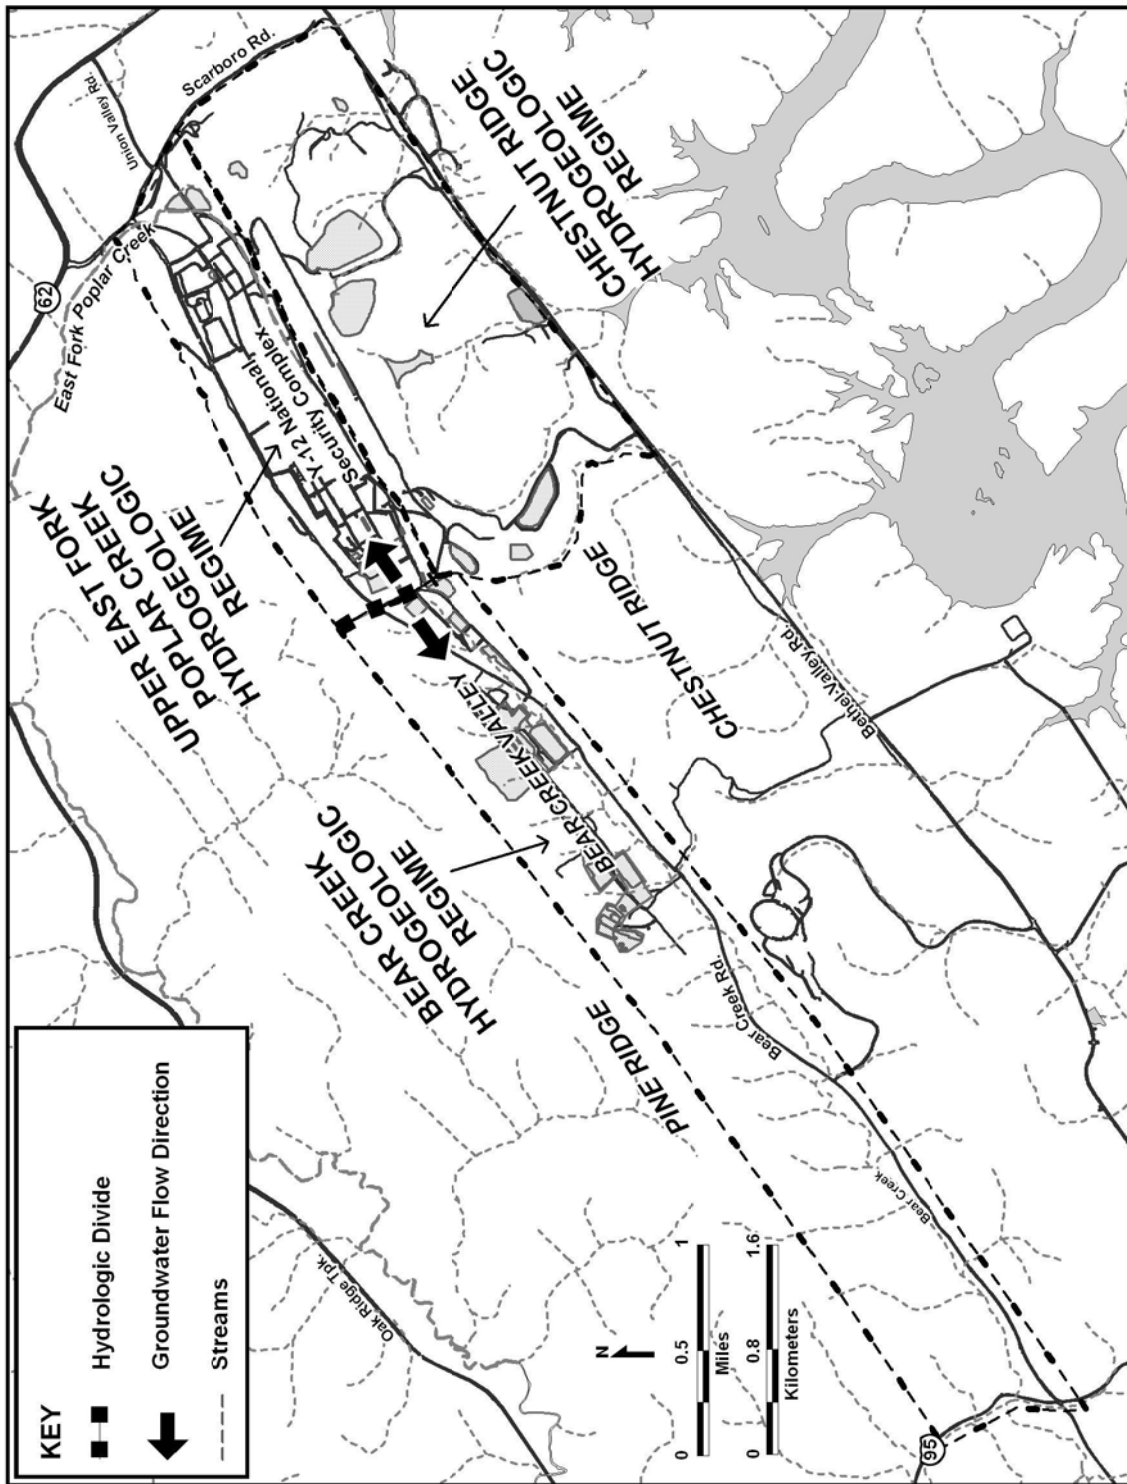 KEY
Hydrologic Divide
Groundwater Flow Direction
Streams
Oak Ridge Tpk.
N
0 0.5 1
Miles
0 0.8 1.6
Kilometers
95
PINE RIDGE
BEAR CREEK
HYDROGEOLOGIC
REGIME
UPPER EAST FORK
POPLAR CREEK
HYDROGEOLOGIC
REGIME
East Fork Poplar Creek
62
Union Valley Rd.
Scarboro Rd.
Y-12 National
Security Complex
BEAR CREEK VALLEY
Bear Creek Rd.
Bear Creek
CHESTNUT RIDGE
Bethel Valley Rd.
CHESTNUT RIDGE
HYDROGEOLOGIC
REGIME